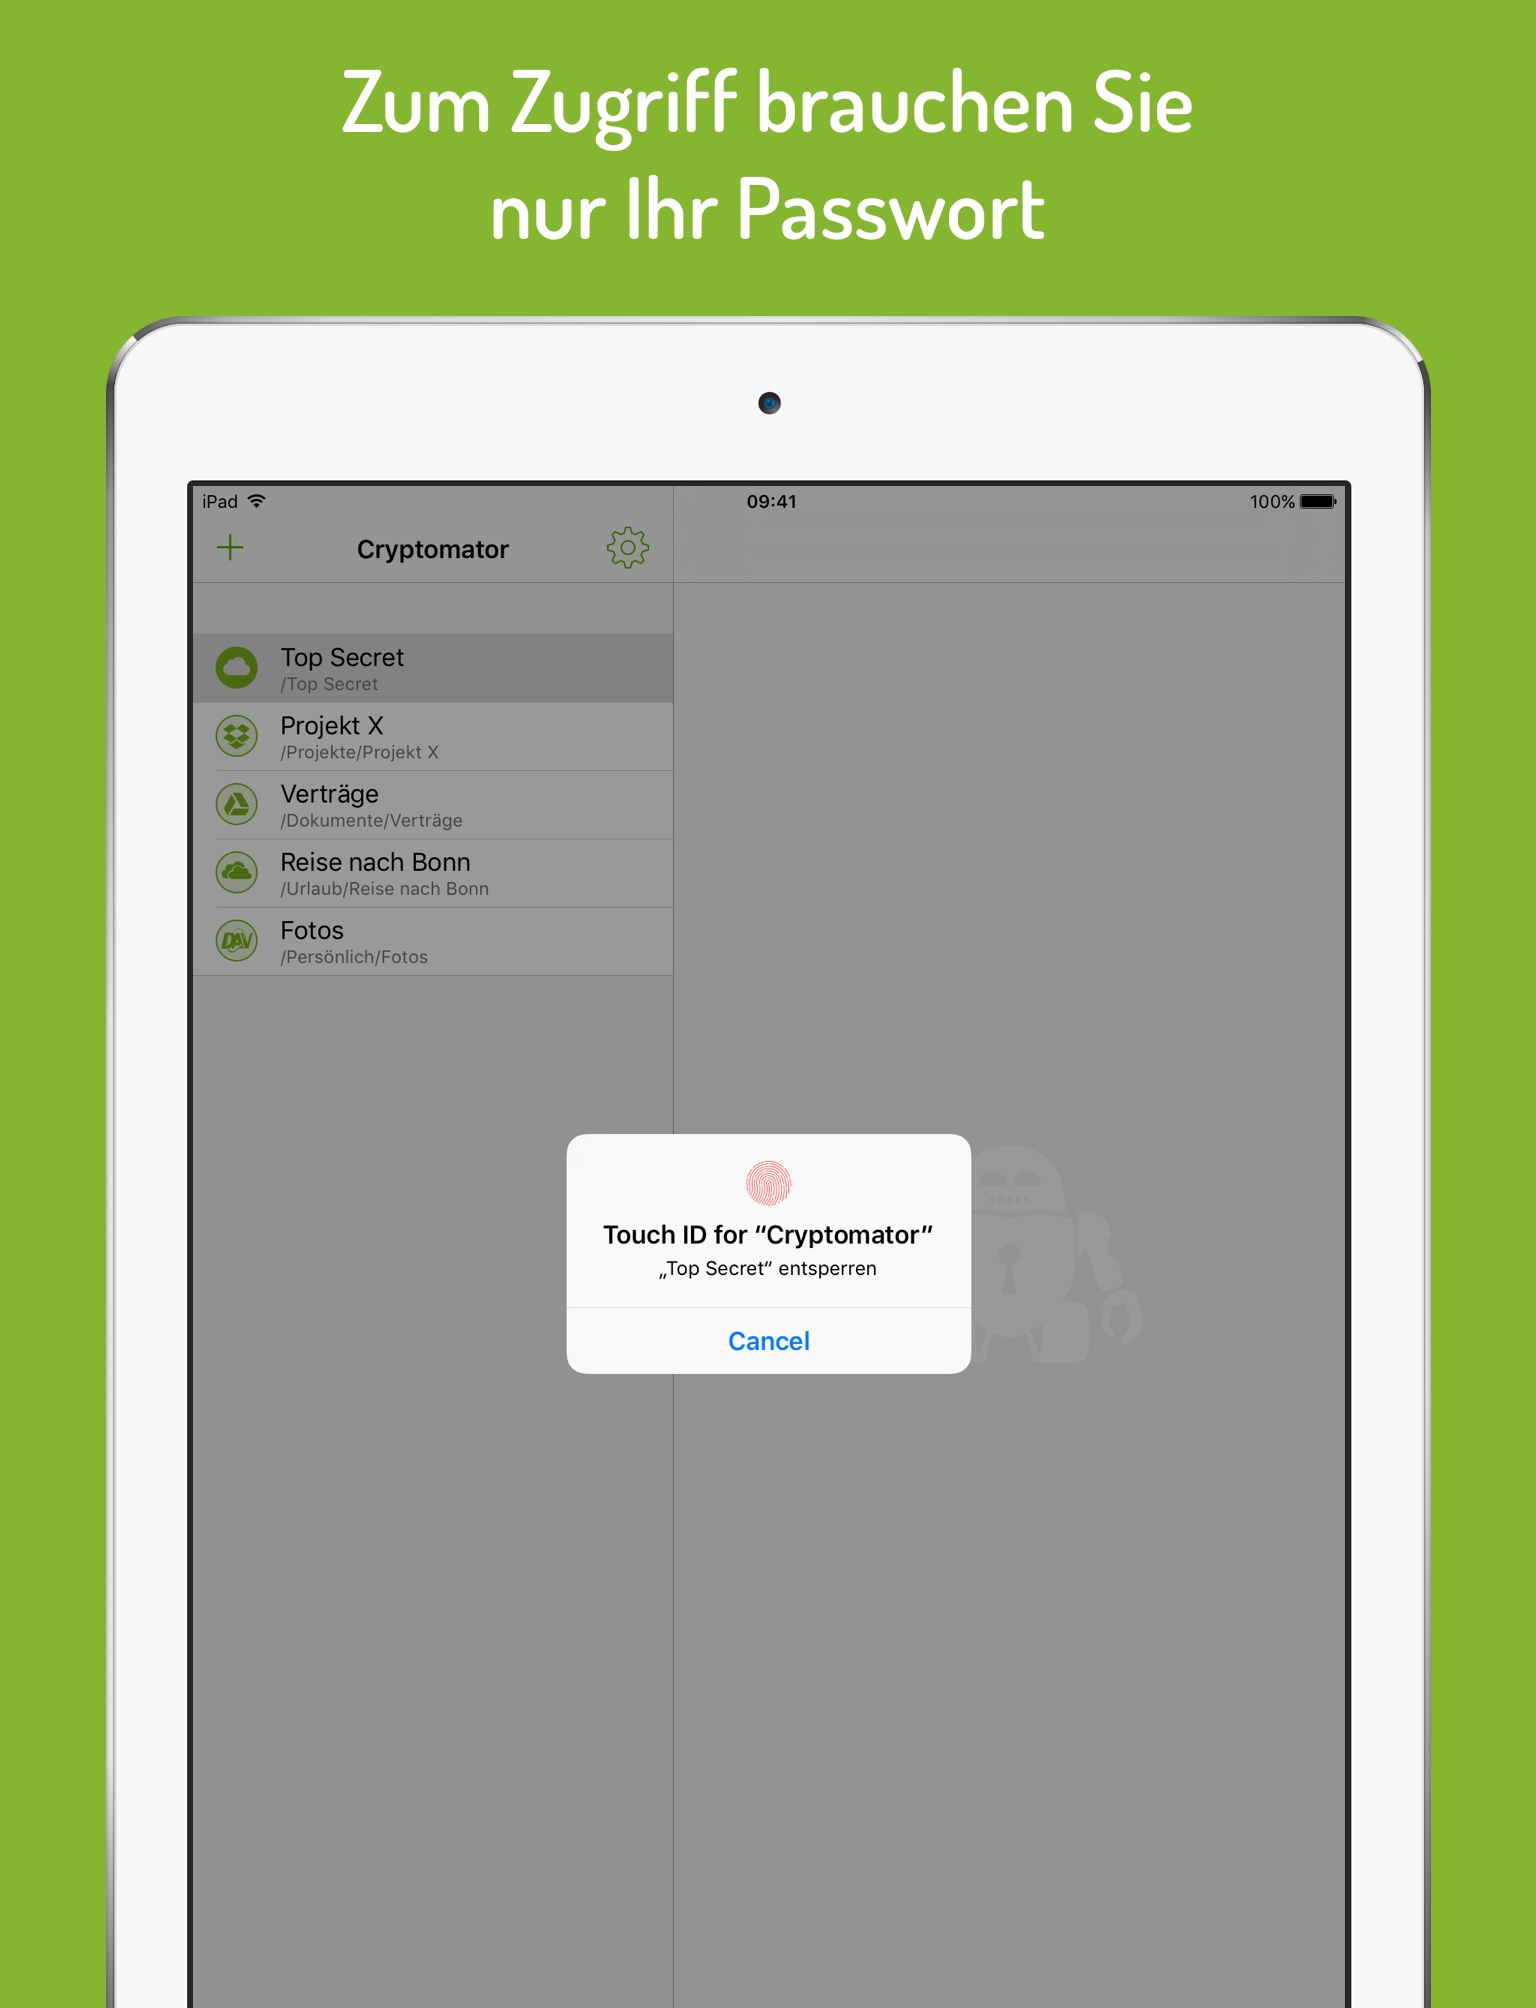 Zum Zugriff brauchen Sie
nur Ihr Passwort
iPad 09:41 100%
Cryptomator
Top Secret
/Top Secret
Projekt X
/Projekte/Projekt X
Verträge
/Dokumente/Verträge
Reise nach Bonn
/Urlaub/Reise nach Bonn
DAV
Fotos
/Persönlich/Fotos
Touch ID for “Cryptomator”
„Top Secret“ entsperren
Cancel